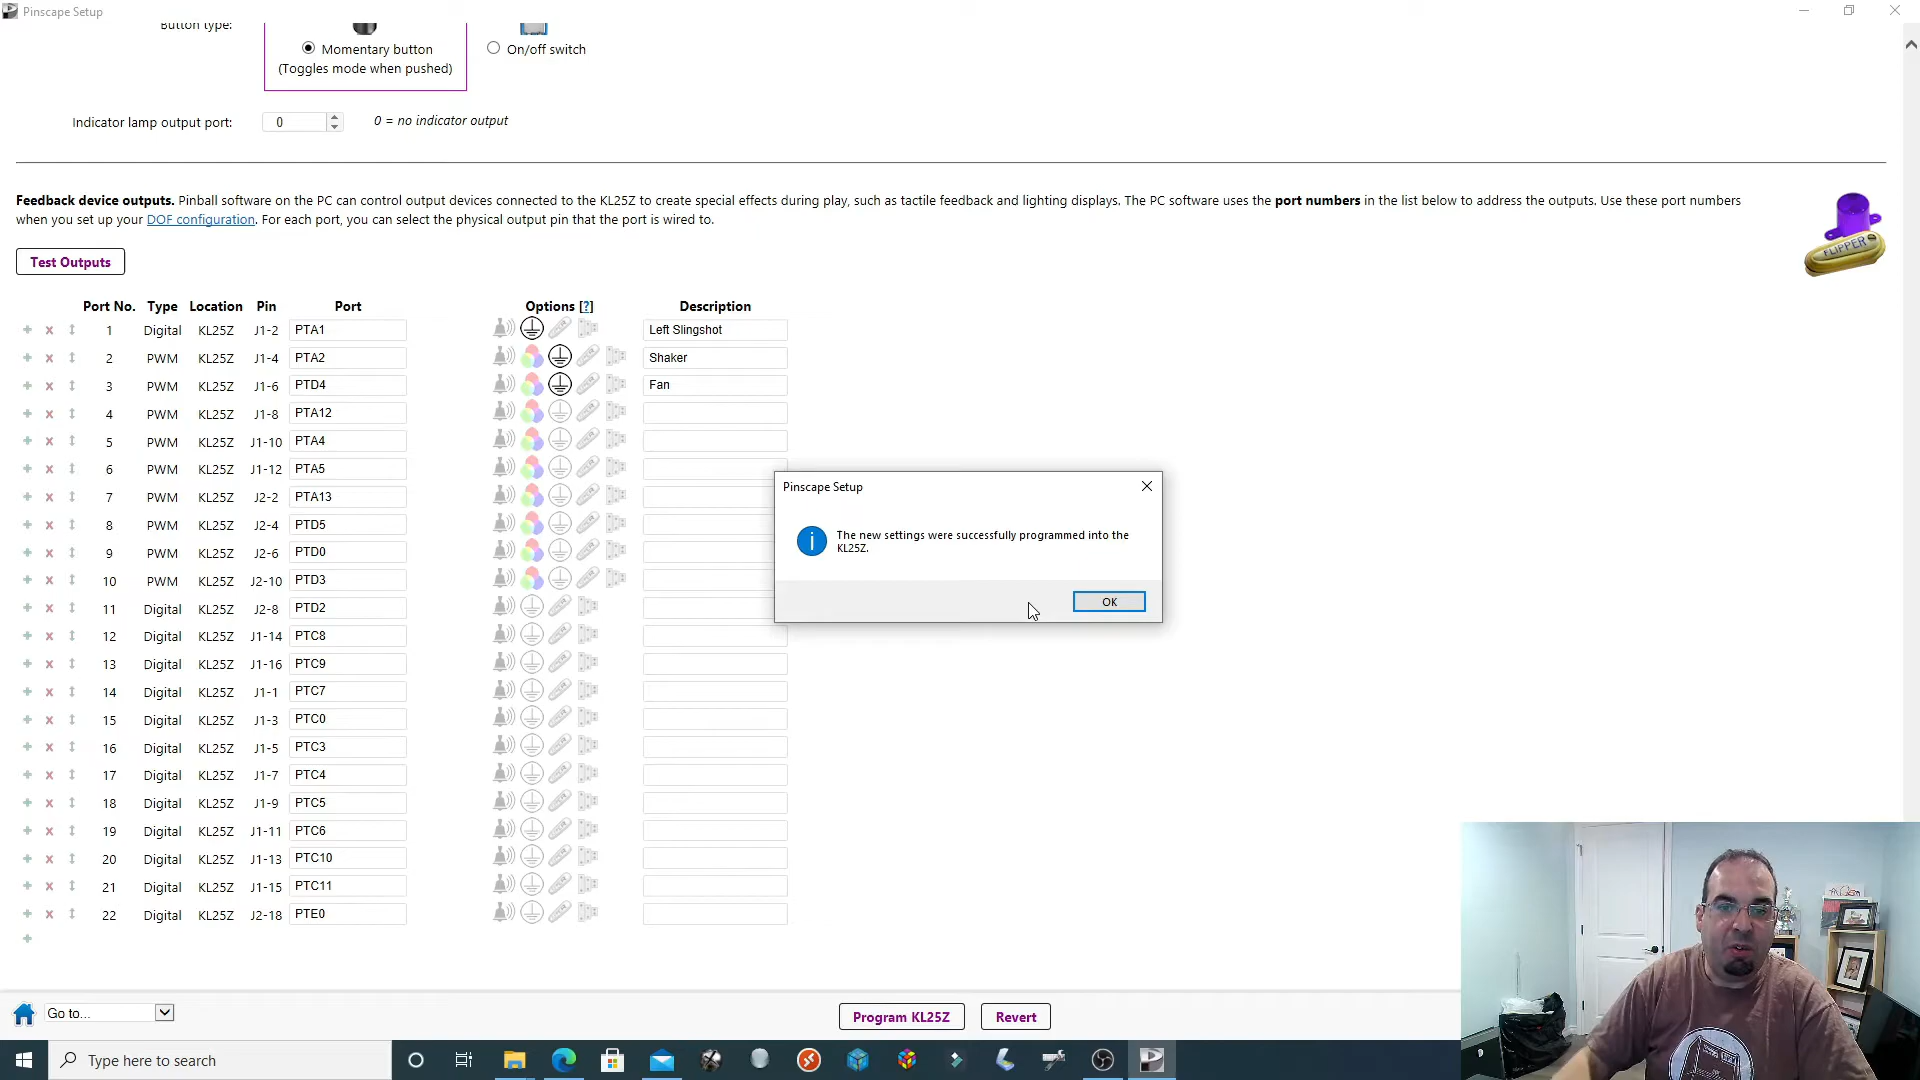 Pinscape Setup
Button type:
Momentary button
(Toggles mode when pushed)
On/off switch
Indicator lamp output port: 0 0 = no indicator output
Feedback device outputs. Pinball software on the PC can control output devices connected to the KL25Z to create special effects during play, such as tactile feedback and lighting displays. The PC software uses the port numbers in the list below to address the outputs. Use these port numbers
when you set up your DOF configuration. For each port, you can select the physical output pin that the port is wired to.
FLIPPER
Test Outputs
Port No. Type Location Pin Port Options [?] Description
+ x 1 Digital KL25Z J1-2 PTA1 Left Slingshot
+ x 2 PWM KL25Z J1-4 PTA2 Shaker
+ x 3 PWM KL25Z J1-6 PTD4 Fan
+ x 4 PWM KL25Z J1-8 PTA12
+ x 5 PWM KL25Z J1-10 PTA4
+ x 6 PWM KL25Z J1-12 PTA5
+ x 7 PWM KL25Z J2-2 PTA13
+ x 8 PWM KL25Z J2-4 PTD5
+ x 9 PWM KL25Z J2-6 PTD0
+ x 10 PWM KL25Z J2-10 PTD3
+ x 11 Digital KL25Z J2-8 PTD2
+ x 12 Digital KL25Z J1-14 PTC8
+ x 13 Digital KL25Z J1-16 PTC9
+ x 14 Digital KL25Z J1-1 PTC7
+ x 15 Digital KL25Z J1-3 PTC0
+ x 16 Digital KL25Z J1-5 PTC3
+ x 17 Digital KL25Z J1-7 PTC4
+ x 18 Digital KL25Z J1-9 PTC5
+ x 19 Digital KL25Z J1-11 PTC6
+ x 20 Digital KL25Z J1-13 PTC10
+ x 21 Digital KL25Z J1-15 PTC11
+ x 22 Digital KL25Z J2-18 PTE0
+
Pinscape Setup
The new settings were successfully programmed into the
KL25Z.
OK
Go to...
Program KL25Z
Revert
Type here to search